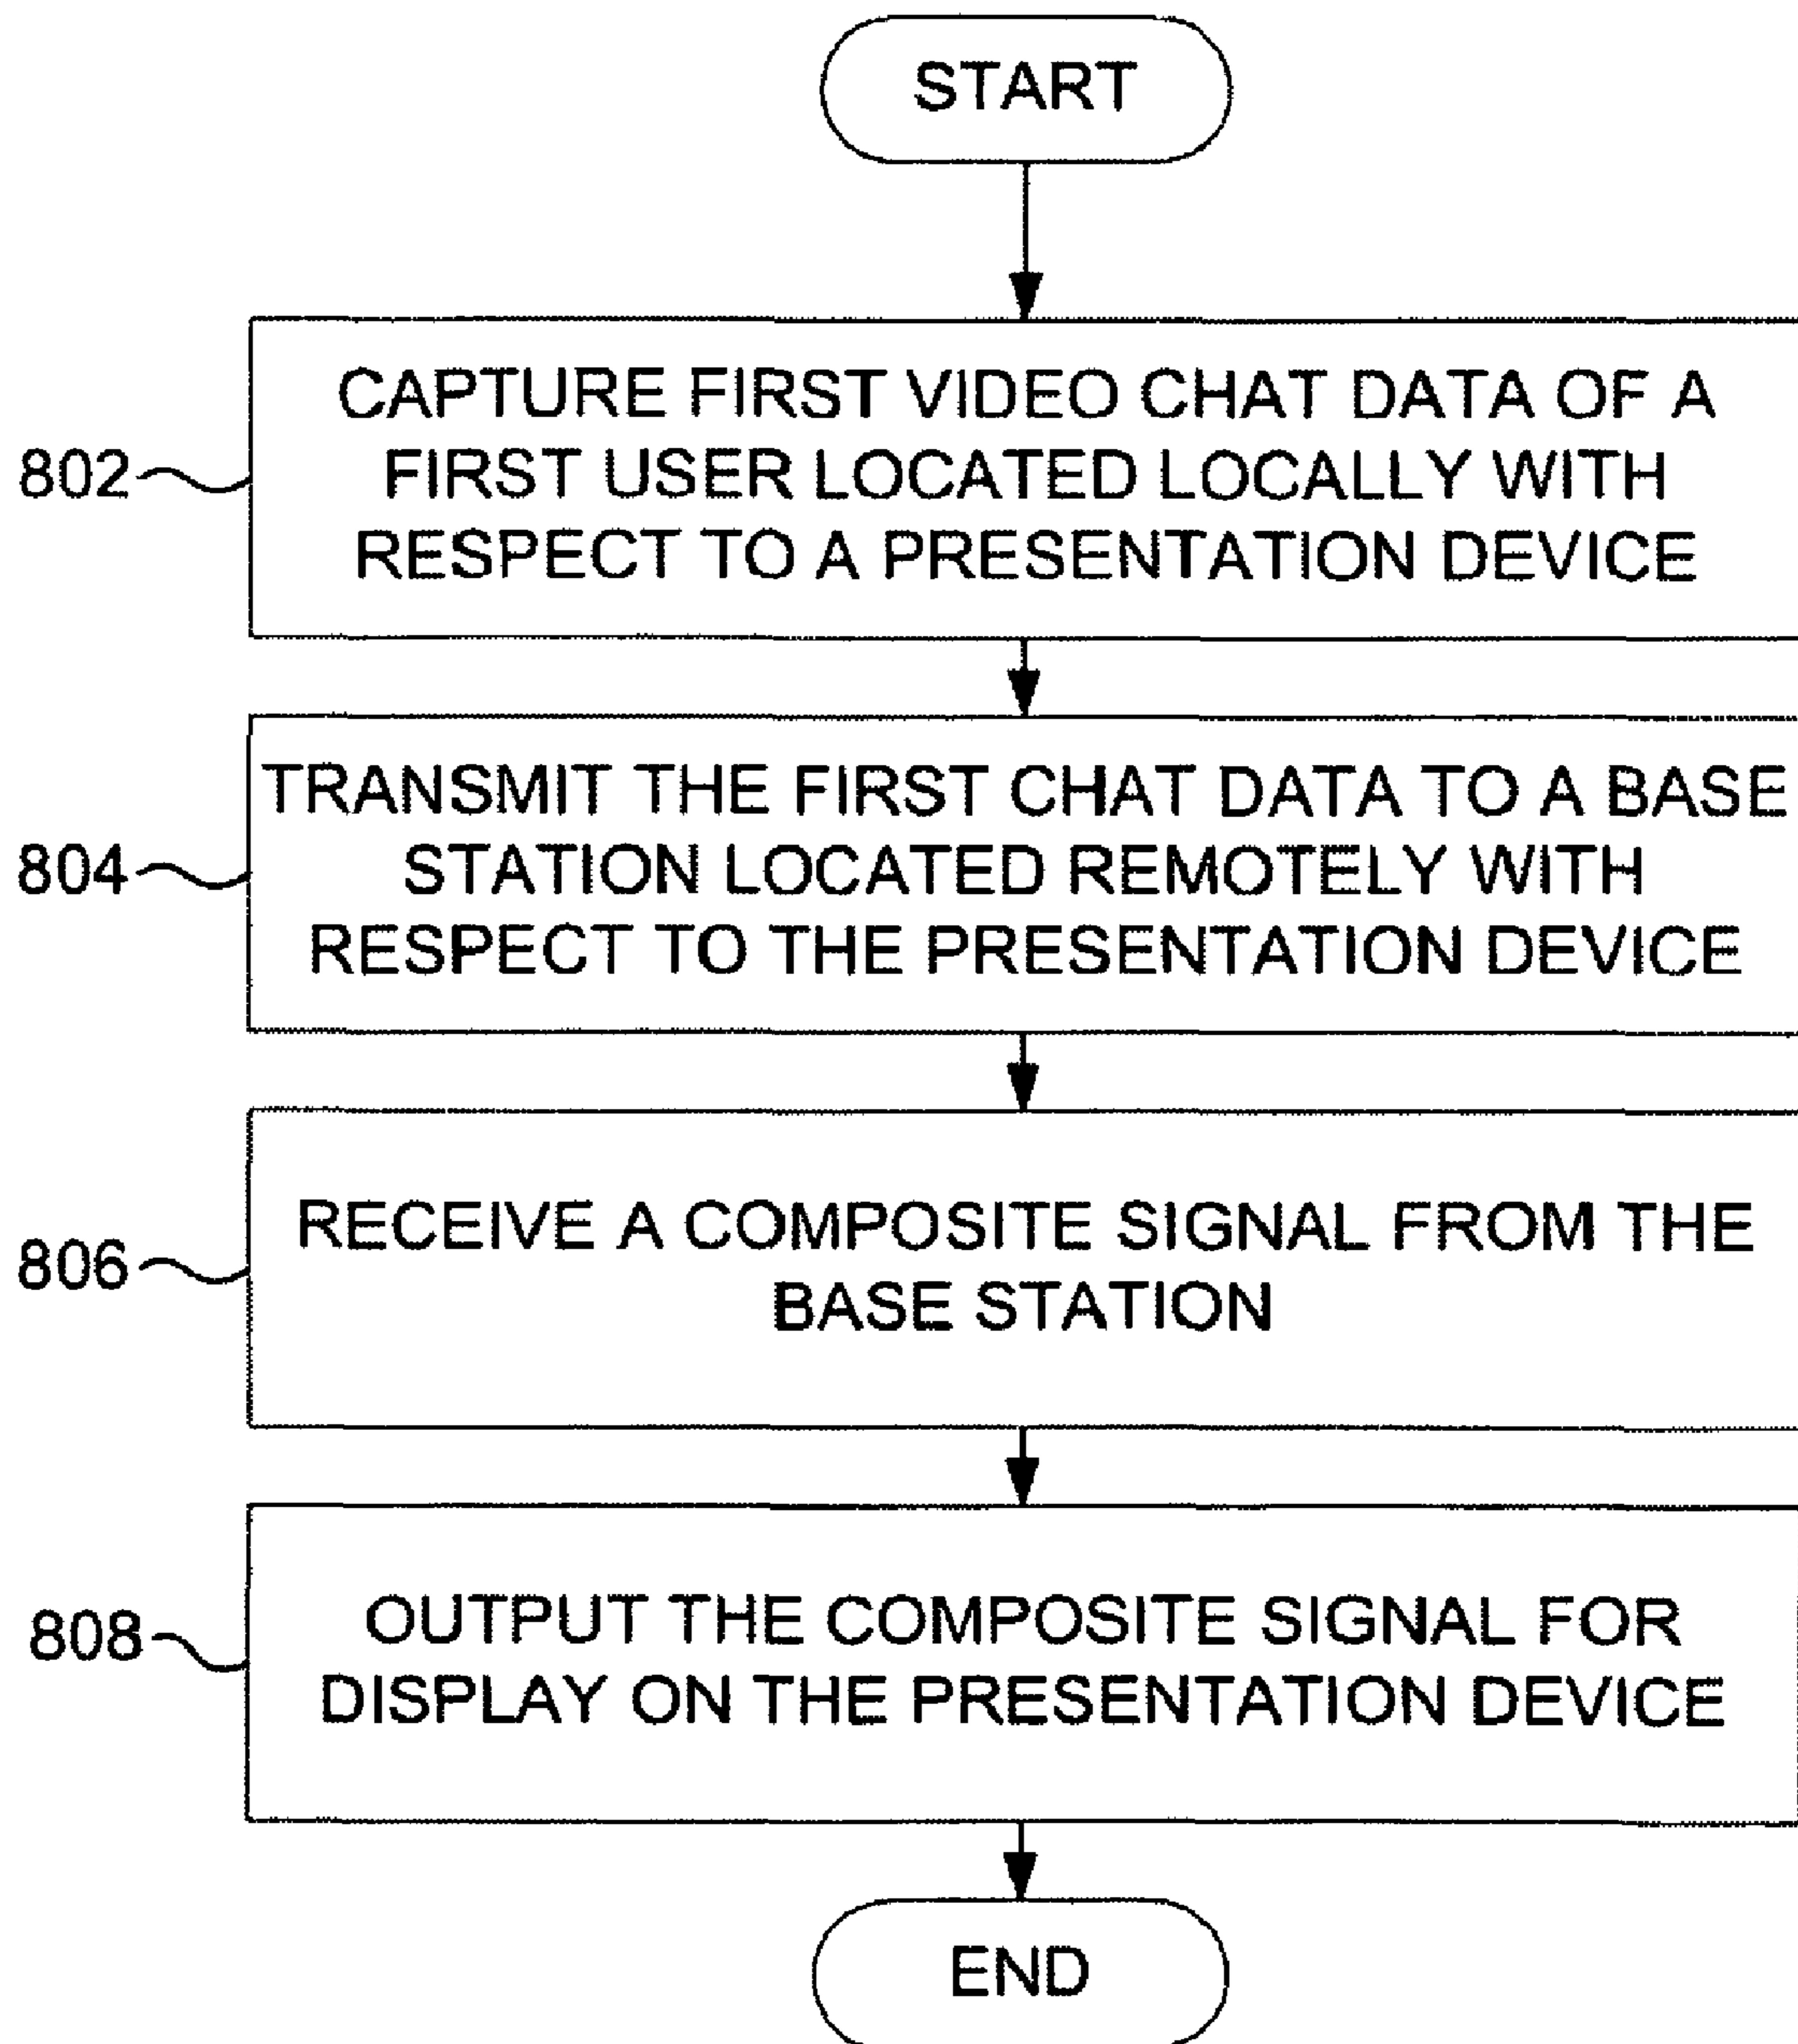 START
802
CAPTURE FIRST VIDEO CHAT DATA OF A
FIRST USER LOCATED LOCALLY WITH
RESPECT TO A PRESENTATION DEVICE
804
TRANSMIT THE FIRST CHAT DATA TO A BASE
STATION LOCATED REMOTELY WITH
RESPECT TO THE PRESENTATION DEVICE
806
RECEIVE A COMPOSITE SIGNAL FROM THE
BASE STATION
808
OUTPUT THE COMPOSITE SIGNAL FOR
DISPLAY ON THE PRESENTATION DEVICE
END